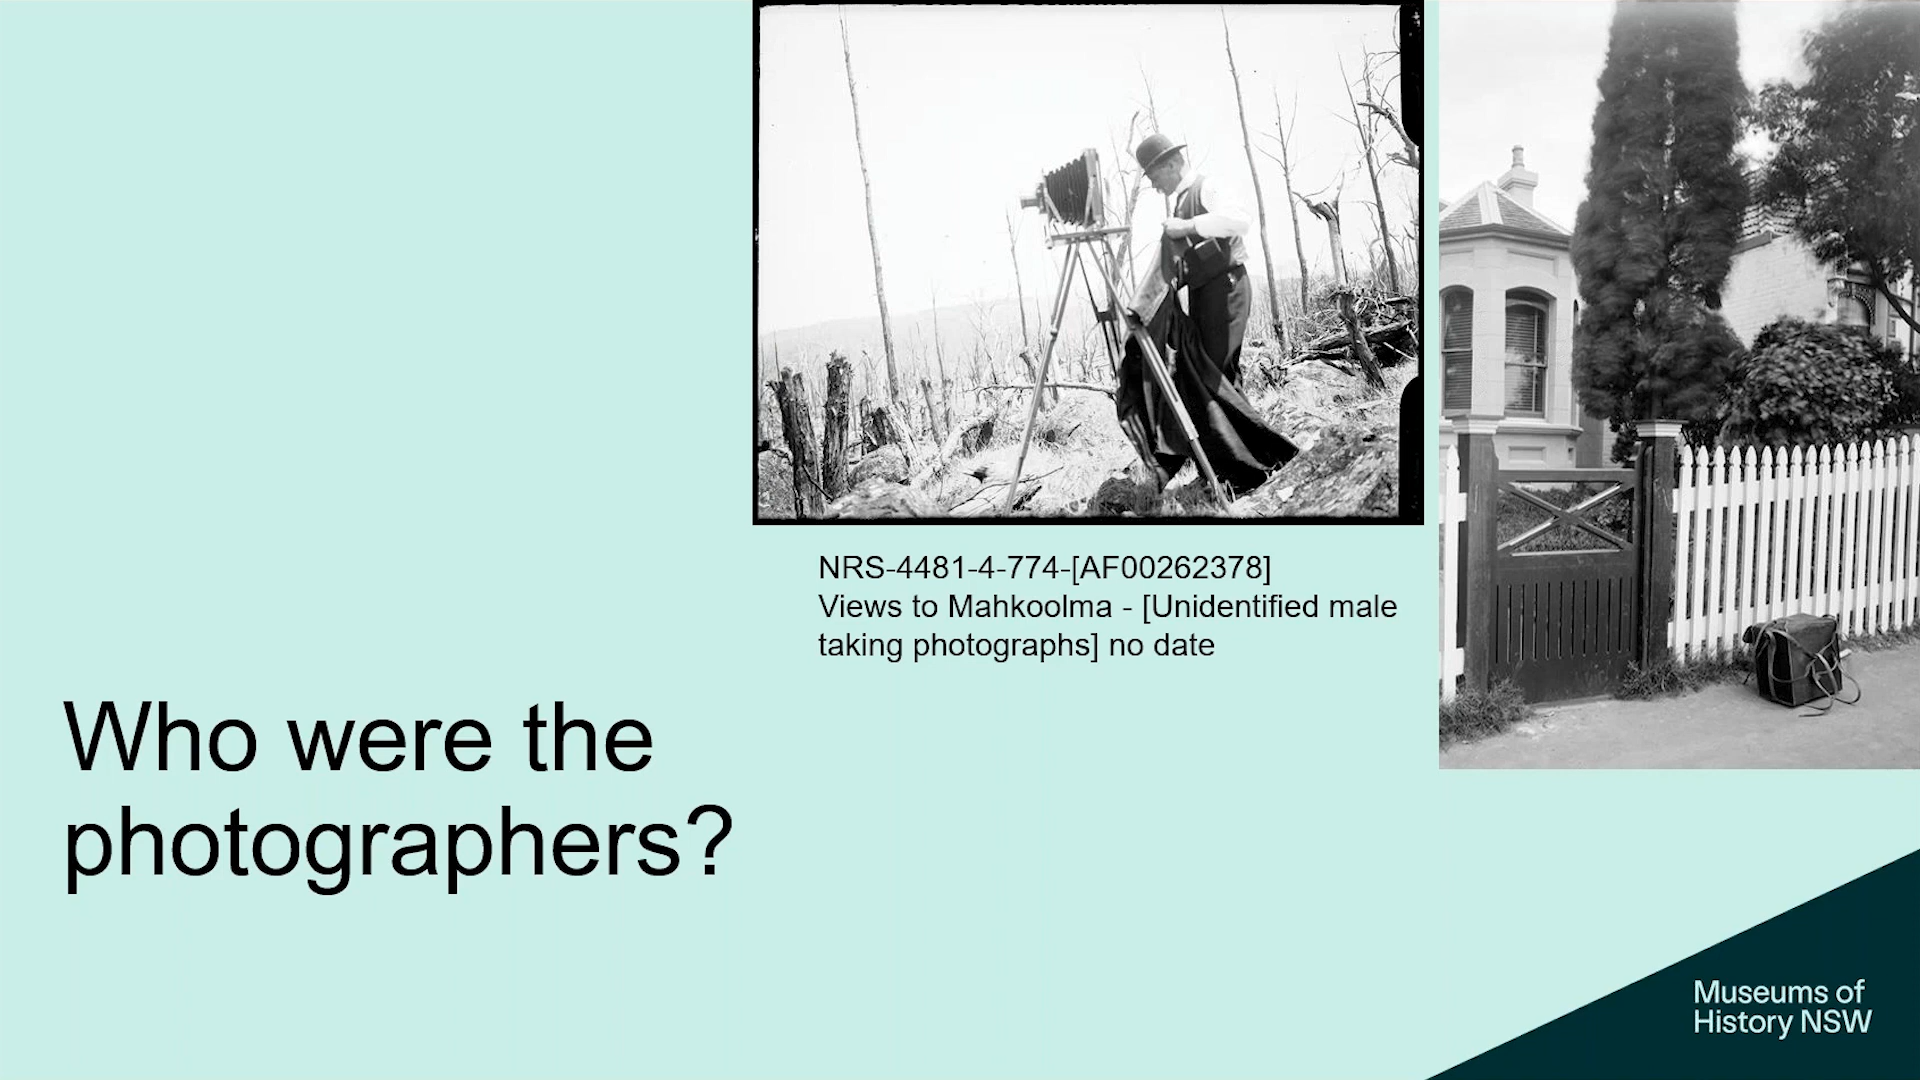 NRS-4481-4-774-[AF00262378]
Views to Mahkoolma - [Unidentified male
taking photographs] no date
Who were the
photographers?
Museums of
History NSW